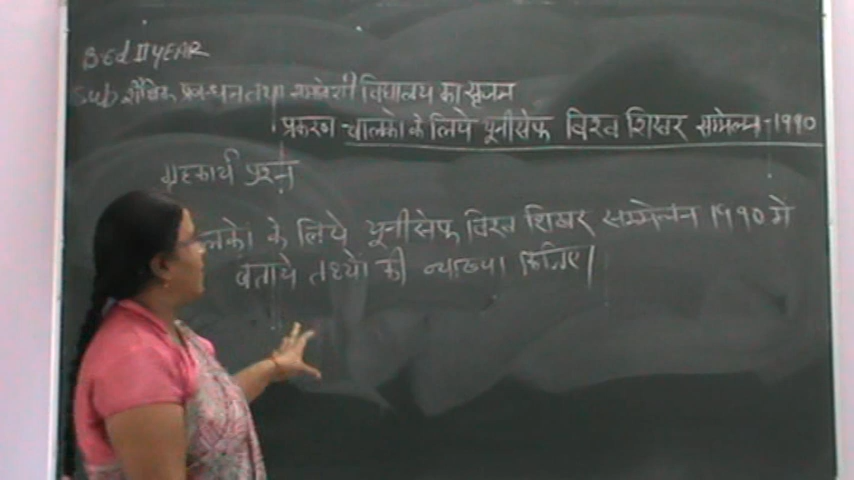 B.Ed II YEAR
Sub शैक्षिक प्रबन्धन तथा समावेशी विद्यालय का सृजन
प्रकरण - बालको के लिये यूनीसेफ विश्व शिखर सम्मेलन - 1990
गृहकार्य प्रश्न
लको के लिये यूनीसेफ विश्व शिखर सम्मेलन 1990 मे
बताये तथ्यों की व्याख्या किजिए।